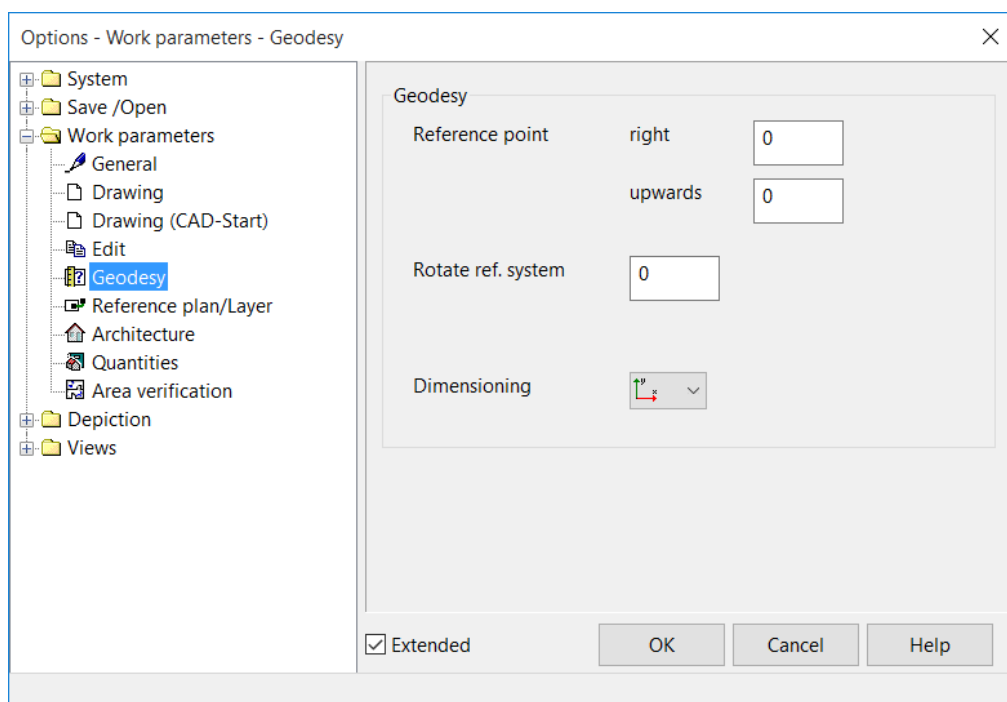 Options - Work parameters - Geodesy
System
Save /Open
Work parameters
General
Drawing
Drawing (CAD-Start)
Edit
Geodesy
Reference plan/Layer
Architecture
Quantities
Area verification
Depiction
Views
Geodesy
Reference point right 0
upwards 0
Rotate ref. system 0
Dimensioning y x
Extended OK Cancel Help